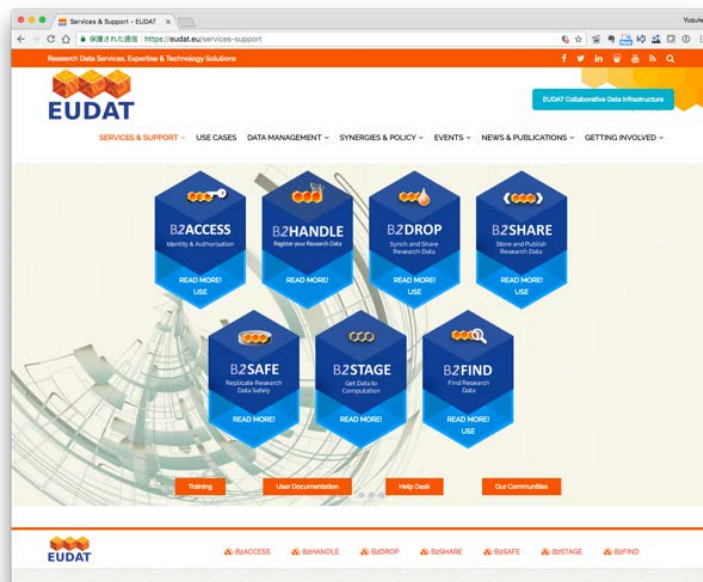 Services & Support - EUDAT
Yusuke
保護された通信 https://eudat.eu/services-support
Research Data Services, Expertise & Technology Solutions
EUDAT
EUDAT Collaborative Data Infrastructure
SERVICES & SUPPORT USE CASES DATA MANAGEMENT SYNERGIES & POLICY EVENTS NEWS & PUBLICATIONS GETTING INVOLVED
B2ACCESS
Identity & Authorisation
READ MORE!
USE
B2HANDLE
Register your Research Data
READ MORE!
B2DROP
Synch and Share
Research Data
READ MORE!
USE
B2SHARE
Store and Publish
Research Data
READ MORE!
USE
B2SAFE
Replicate Research
Data Safely
READ MORE!
B2STAGE
Get Data to
Computation
READ MORE!
B2FIND
Find Research
Data
READ MORE!
USE
Training User Documentation Help Desk Our Communities
EUDAT
B2ACCESS B2HANDLE B2DROP B2SHARE B2SAFE B2STAGE B2FIND